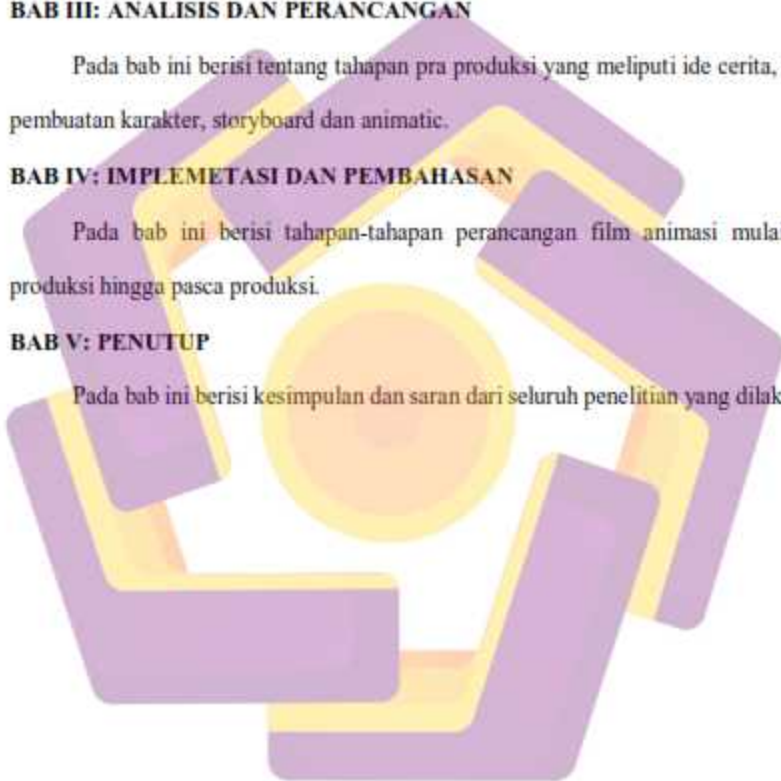 BAB III: ANALISIS DAN PERANCANGAN
Pada bab ini berisi tentang tahapan pra produksi yang meliputi ide cerita,
pembuatan karakter, storyboard dan animatic.
BAB IV: IMPLEMETASI DAN PEMBAHASAN
Pada bab ini berisi tahapan-tahapan perancangan film animasi mula
produksi hingga pasca produksi.
BAB V: PENUTUP
Pada bab ini berisi kesimpulan dan saran dari seluruh penelitian yang dilak